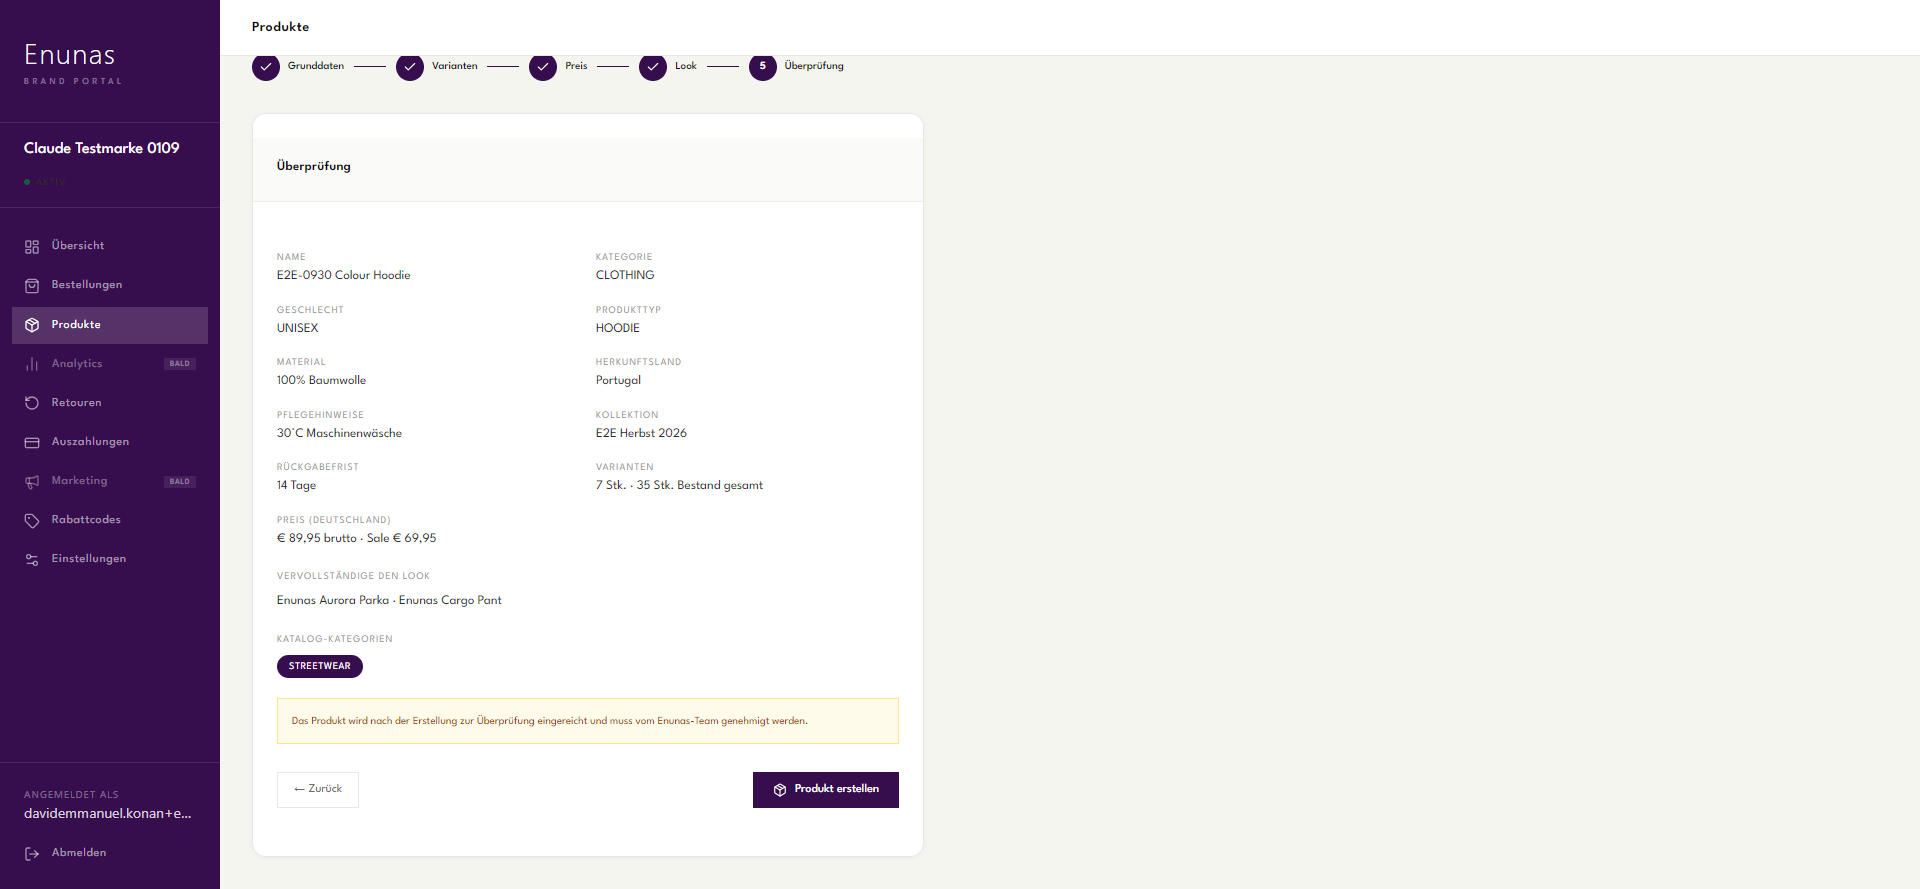 Enunas
BRAND PORTAL
Claude Testmarke 0109
AKTIV
Übersicht
Bestellungen
Produkte
Analytics BALD
Retouren
Auszahlungen
Marketing BALD
Rabattcodes
Einstellungen
ANGEMELDET ALS
davidemmanuel.konan+e...
Abmelden
Produkte
Grunddaten Varianten Preis Look 5 Überprüfung
Überprüfung
NAME
E2E-0930 Colour Hoodie
KATEGORIE
CLOTHING
GESCHLECHT
UNISEX
PRODUKTTYP
HOODIE
MATERIAL
100% Baumwolle
HERKUNFTSLAND
Portugal
PFLEGEHINWEISE
30°C Maschinenwäsche
KOLLEKTION
E2E Herbst 2026
RÜCKGABEFRIST
14 Tage
VARIANTEN
7 Stk. · 35 Stk. Bestand gesamt
PREIS (DEUTSCHLAND)
€ 89,95 brutto · Sale € 69,95
VERVOLLSTÄNDIGE DEN LOOK
Enunas Aurora Parka · Enunas Cargo Pant
KATALOG-KATEGORIEN
STREETWEAR
Das Produkt wird nach der Erstellung zur Überprüfung eingereicht und muss vom Enunas-Team genehmigt werden.
← Zurück
Produkt erstellen